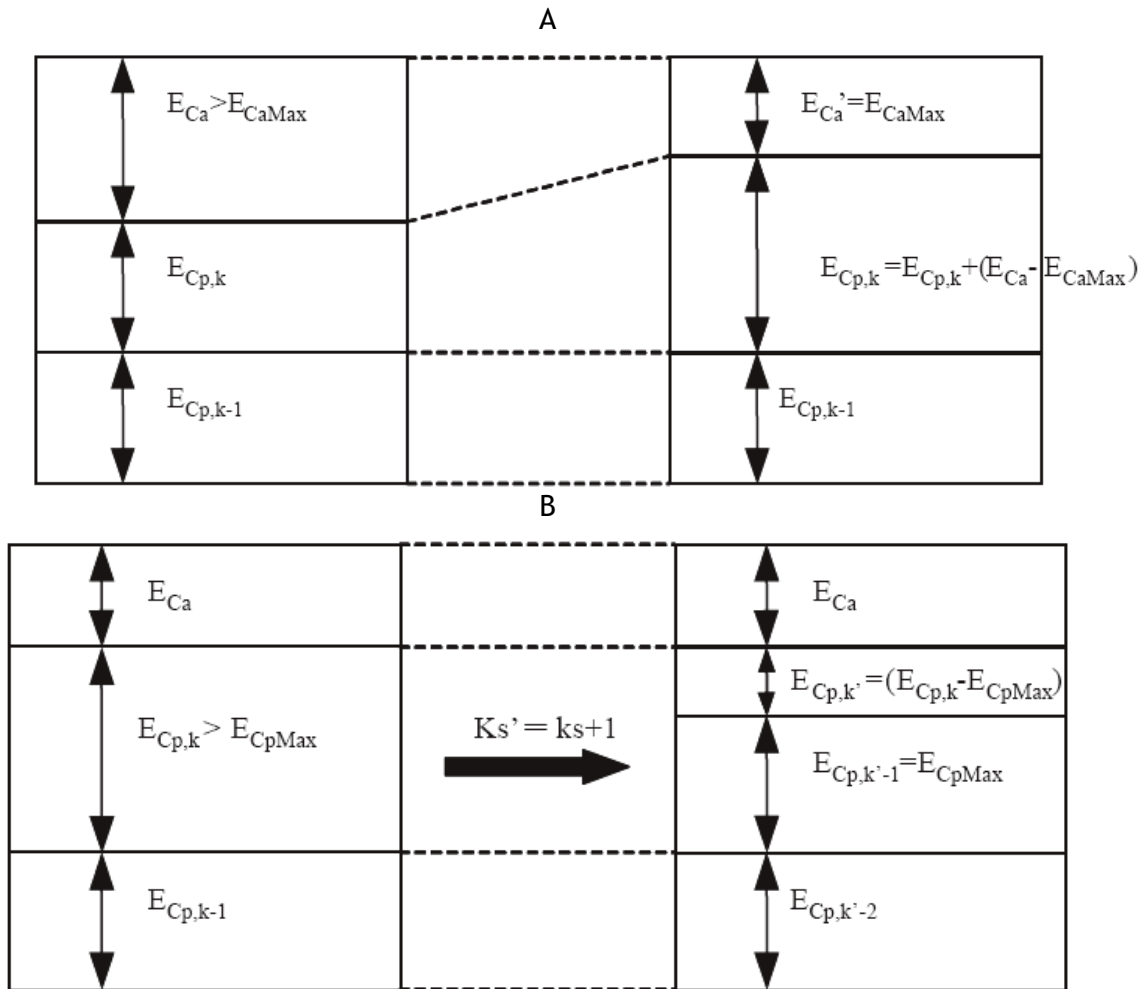 A
E_Ca>E_CaMax
E_Ca’=E_CaMax
E_Cp,k
E_Cp,k=E_Cp,k+(E_Ca- E_CaMax)
E_Cp,k-1
E_Cp,k-1
B
E_Ca
E_Ca
E_Cp,k’=(E_Cp,k-E_CpMax)
E_Cp,k> E_CpMax
Ks’= ks+1
E_Cp,k’-1=E_CpMax
E_Cp,k-1
E_Cp,k’-2